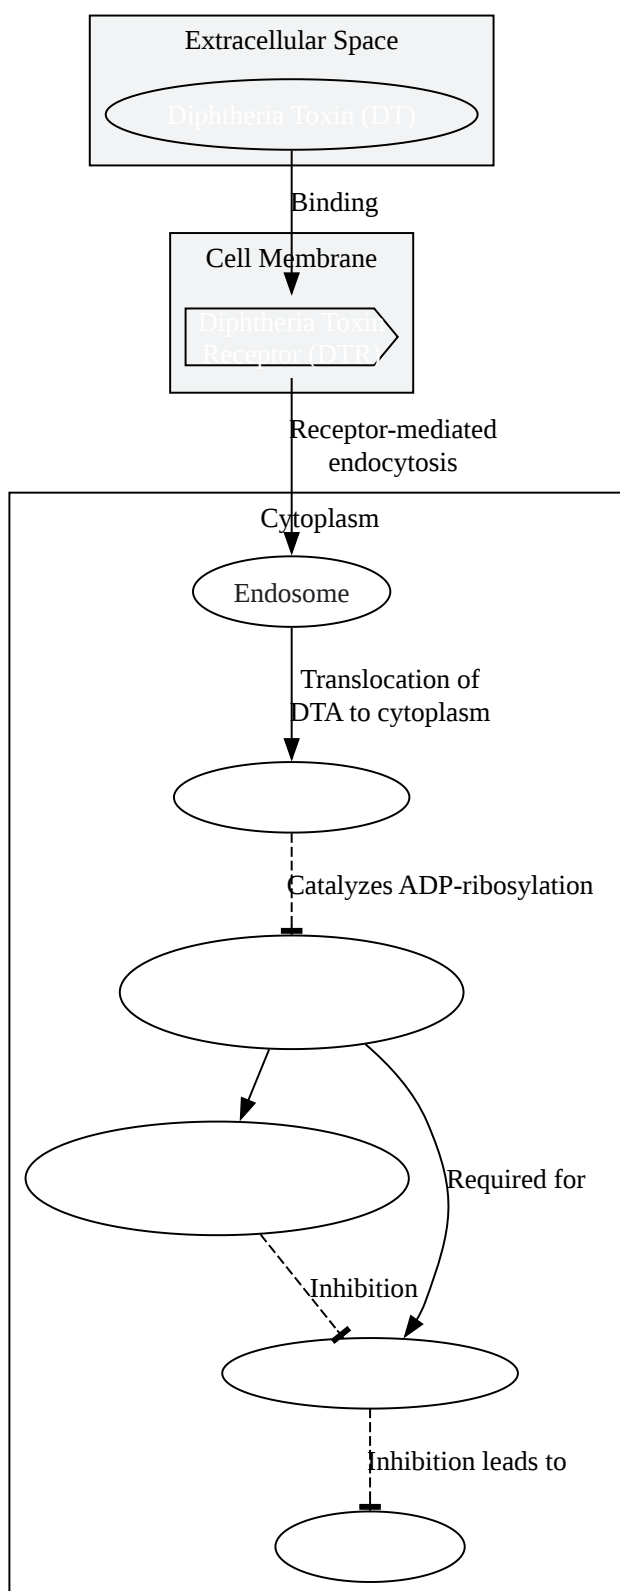 Extracellular Space
Diphtheria Toxin (DT)
Binding
Cell Membrane
Diphtheria Toxin
Receptor (DTR)
Receptor-mediated
endocytosis
Cytoplasm
Endosome
Translocation of
DTA to cytoplasm
Catalyzes ADP-ribosylation
Required for
Inhibition
Inhibition leads to